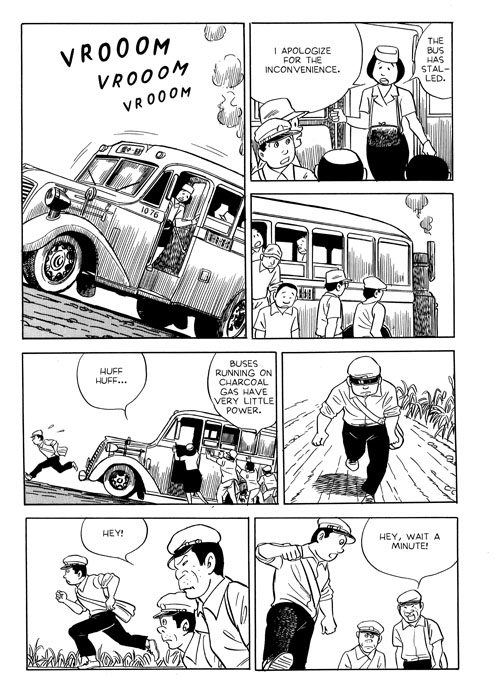 VROOOM
VROOOM
VROOOM
1076
THE
BUS
HAS
STAL-
LED.
I APOLOGIZE
FOR THE
INCONVENIENCE.
BUSES
RUNNING ON
CHARCOAL
GAS HAVE
VERY LITTLE
POWER.
HUFF
HUFF...
HEY!
HEY, WAIT A
MINUTE!